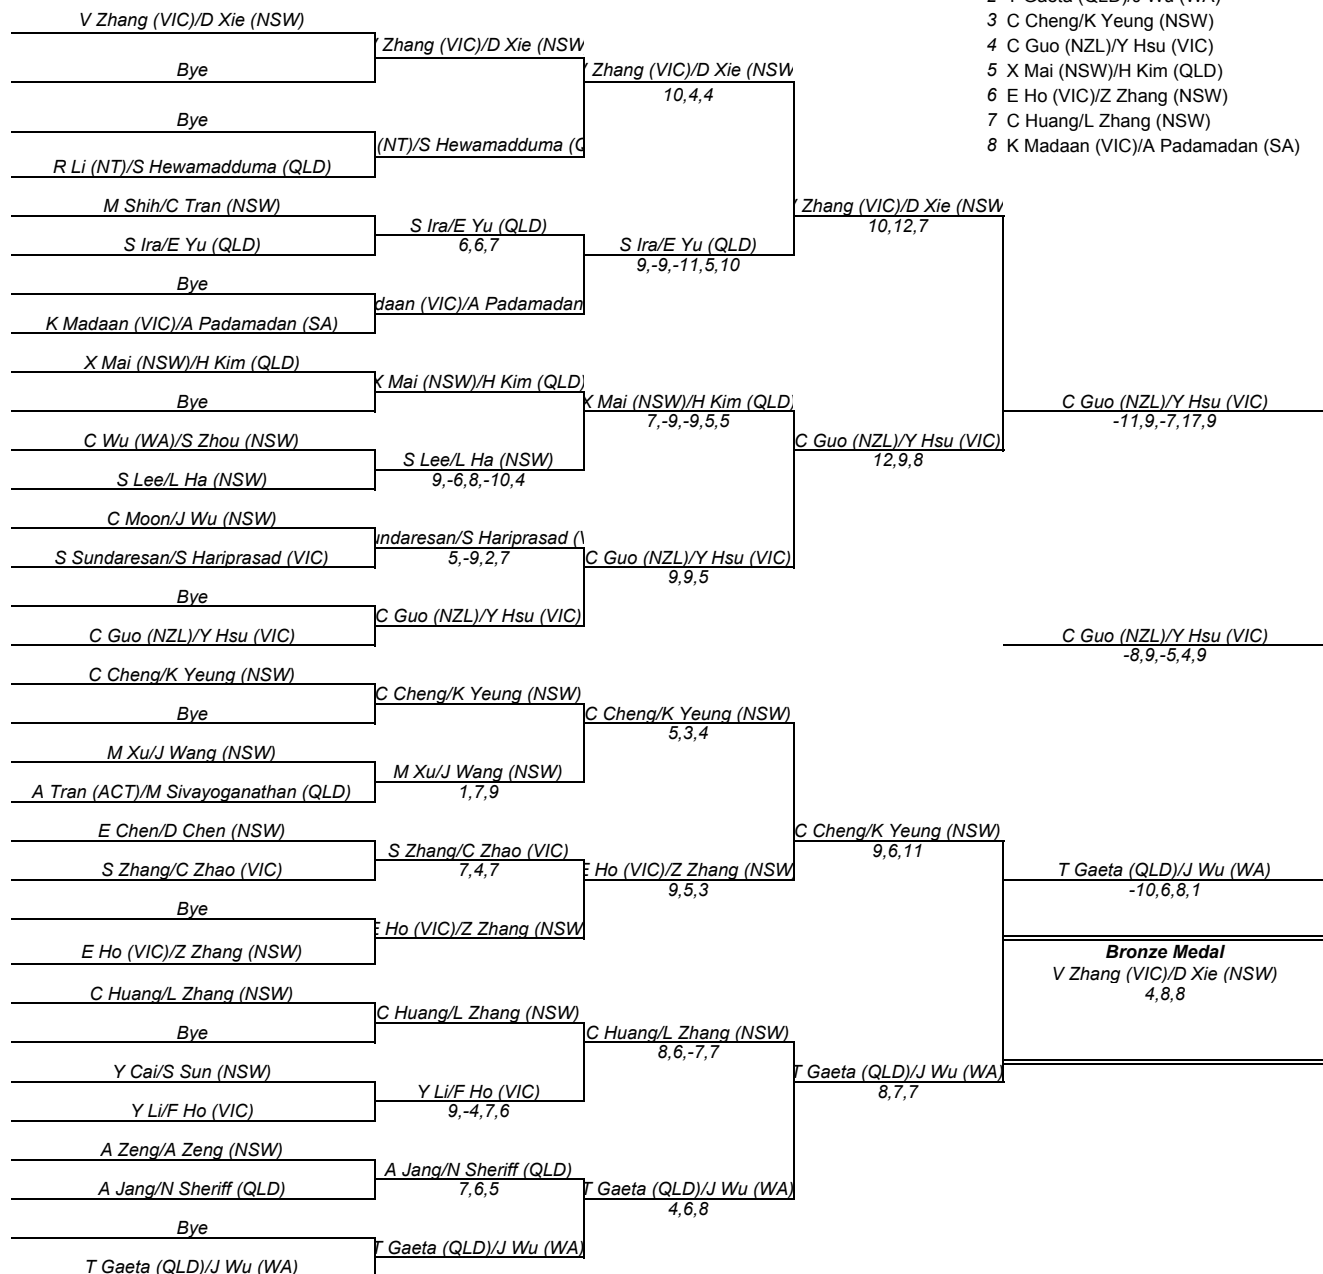 V Zhang (VIC)/D Xie (NSW)
Bye
Bye
R Li (NT)/S Hewamadduma (QLD)
M Shih/C Tran (NSW)
S Ira/E Yu (QLD)
Bye
K Madaan (VIC)/A Padamadan (SA)
X Mai (NSW)/H Kim (QLD)
Bye
C Wu (WA)/S Zhou (NSW)
S Lee/L Ha (NSW)
C Moon/J Wu (NSW)
S Sundaresan/S Hariprasad (VIC)
Bye
C Guo (NZL)/Y Hsu (VIC)
C Cheng/K Yeung (NSW)
Bye
M Xu/J Wang (NSW)
A Tran (ACT)/M Sivayoganathan (QLD)
E Chen/D Chen (NSW)
S Zhang/C Zhao (VIC)
Bye
E Ho (VIC)/Z Zhang (NSW)
C Huang/L Zhang (NSW)
Bye
Y Cai/S Sun (NSW)
Y Li/F Ho (VIC)
A Zeng/A Zeng (NSW)
A Jang/N Sheriff (QLD)
Bye
T Gaeta (QLD)/J Wu (WA)
Zhang (VIC)/D Xie (NSW
(NT)/S Hewamadduma (Q
S Ira/E Yu (QLD)
6,6,7
daan (VIC)/A Padamadan
X Mai (NSW)/H Kim (QLD)
S Lee/L Ha (NSW)
9,-6,8,-10,4
undaresan/S Hariprasad (V
5,-9,2,7
C Guo (NZL)/Y Hsu (VIC)
C Cheng/K Yeung (NSW)
M Xu/J Wang (NSW)
1,7,9
S Zhang/C Zhao (VIC)
7,4,7
E Ho (VIC)/Z Zhang (NSW
C Huang/L Zhang (NSW)
Y Li/F Ho (VIC)
9,-4,7,6
A Jang/N Sheriff (QLD)
7,6,5
T Gaeta (QLD)/J Wu (WA)
Zhang (VIC)/D Xie (NSW
10,4,4
S Ira/E Yu (QLD)
9,-9,-11,5,10
X Mai (NSW)/H Kim (QLD)
7,-9,-9,5,5
C Guo (NZL)/Y Hsu (VIC)
9,9,5
C Cheng/K Yeung (NSW)
5,3,4
E Ho (VIC)/Z Zhang (NSW
9,5,3
C Huang/L Zhang (NSW)
8,6,-7,7
T Gaeta (QLD)/J Wu (WA)
4,6,8
Zhang (VIC)/D Xie (NSW
10,12,7
C Guo (NZL)/Y Hsu (VIC)
12,9,8
C Cheng/K Yeung (NSW)
9,6,11
T Gaeta (QLD)/J Wu (WA)
8,7,7
2 T Gaeta (QLD)/J Wu (WA)
3 C Cheng/K Yeung (NSW)
4 C Guo (NZL)/Y Hsu (VIC)
5 X Mai (NSW)/H Kim (QLD)
6 E Ho (VIC)/Z Zhang (NSW)
7 C Huang/L Zhang (NSW)
8 K Madaan (VIC)/A Padamadan (SA)
C Guo (NZL)/Y Hsu (VIC)
-11,9,-7,17,9
C Guo (NZL)/Y Hsu (VIC)
-8,9,-5,4,9
T Gaeta (QLD)/J Wu (WA)
-10,6,8,1
Bronze Medal
V Zhang (VIC)/D Xie (NSW)
4,8,8